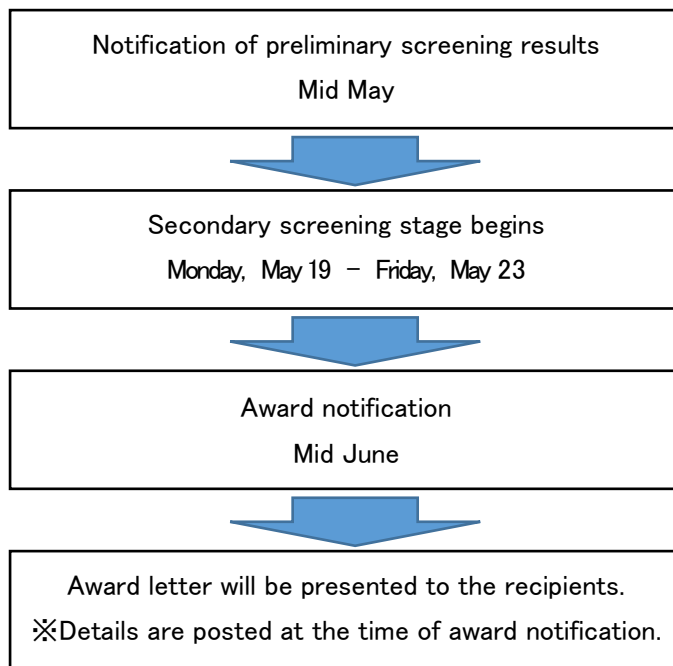 Notification of preliminary screening results
Mid May
Secondary screening stage begins
Monday, May 19 － Friday, May 23
Award notification
Mid June
Award letter will be presented to the recipients.
※Details are posted at the time of award notification.